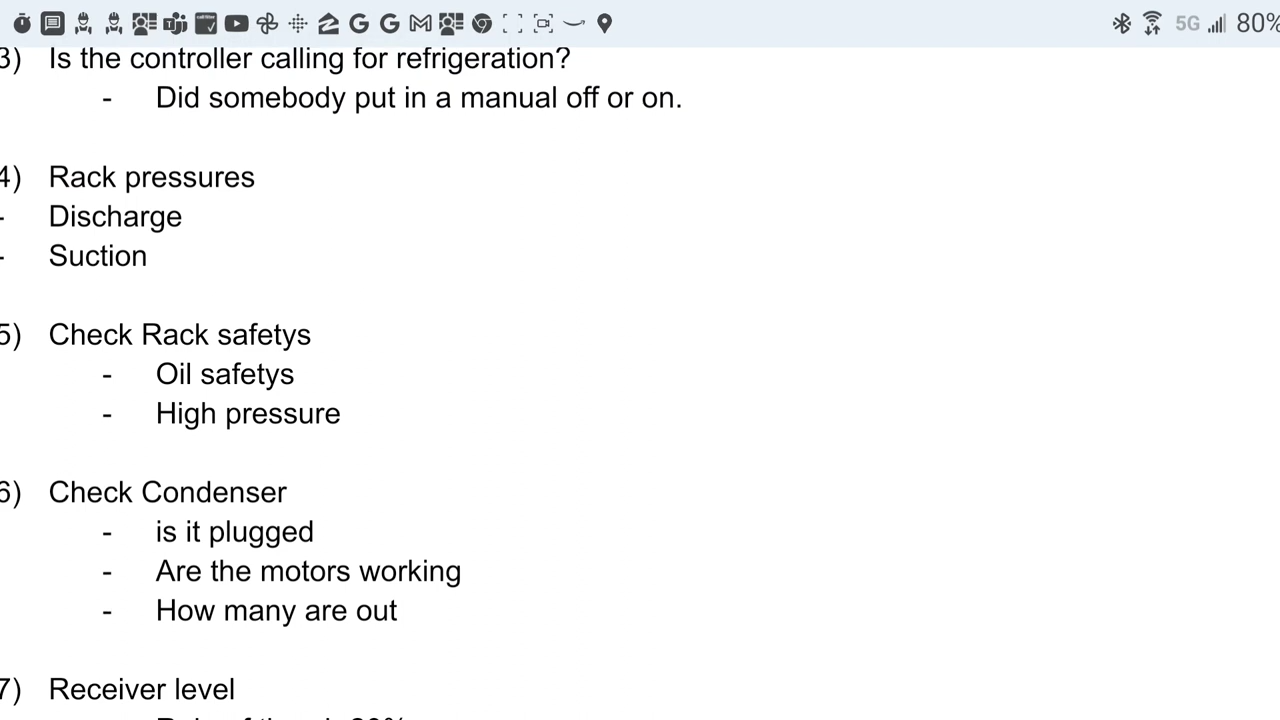 5G 80%
3) Is the controller calling for refrigeration?
- Did somebody put in a manual off or on.
4) Rack pressures
- Discharge
- Suction
5) Check Rack safetys
- Oil safetys
- High pressure
6) Check Condenser
- is it plugged
- Are the motors working
- How many are out
7) Receiver level